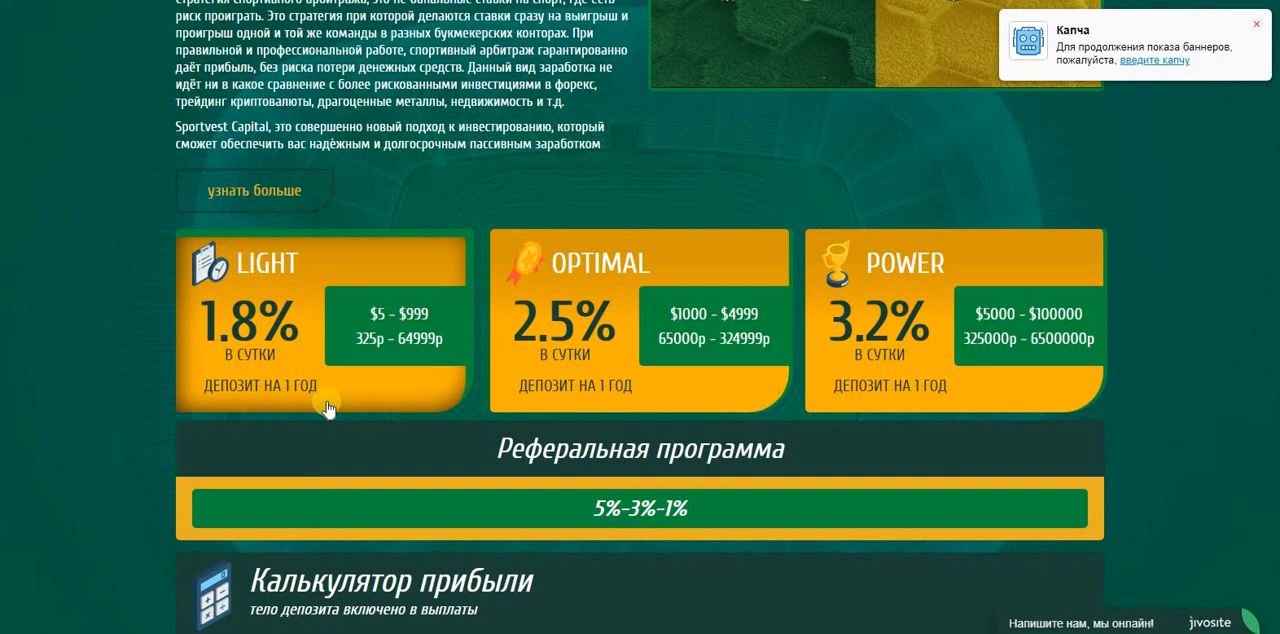 стратегия спортивного арбитража, это не банальные ставки на спорт, где есть
риск проиграть. Это стратегия при которой делаются ставки сразу на выигрыш и
проигрыш одной и той же команды в разных букмекерских конторах. При
правильной и профессиональной работе, спортивный арбитраж гарантированно
даёт прибыль, без риска потери денежных средств. Данный вид заработка не
идёт ни в какое сравнение с более рискованными инвестициями в форекс,
трейдинг криптовалюты, драгоценные металлы, недвижимость и т.д.
Sportvest Capital, это совершенно новый подход к инвестированию, который
сможет обеспечить вас надёжным и долгосрочным пассивным заработком
узнать больше
Капча
Для продолжения показа баннеров,
пожалуйста, введите капчу
LIGHT
1.8%
В СУТКИ
$5 - $999
325р - 64999р
ДЕПОЗИТ НА 1 ГОД
OPTIMAL
2.5%
В СУТКИ
$1000 - $4999
65000р - 324999р
ДЕПОЗИТ НА 1 ГОД
POWER
3.2%
В СУТКИ
$5000 - $100000
325000р - 6500000р
ДЕПОЗИТ НА 1 ГОД
Реферальная программа
5%-3%-1%
Калькулятор прибыли
тело депозита включено в выплаты
Напишите нам, мы онлайн!
jivosite